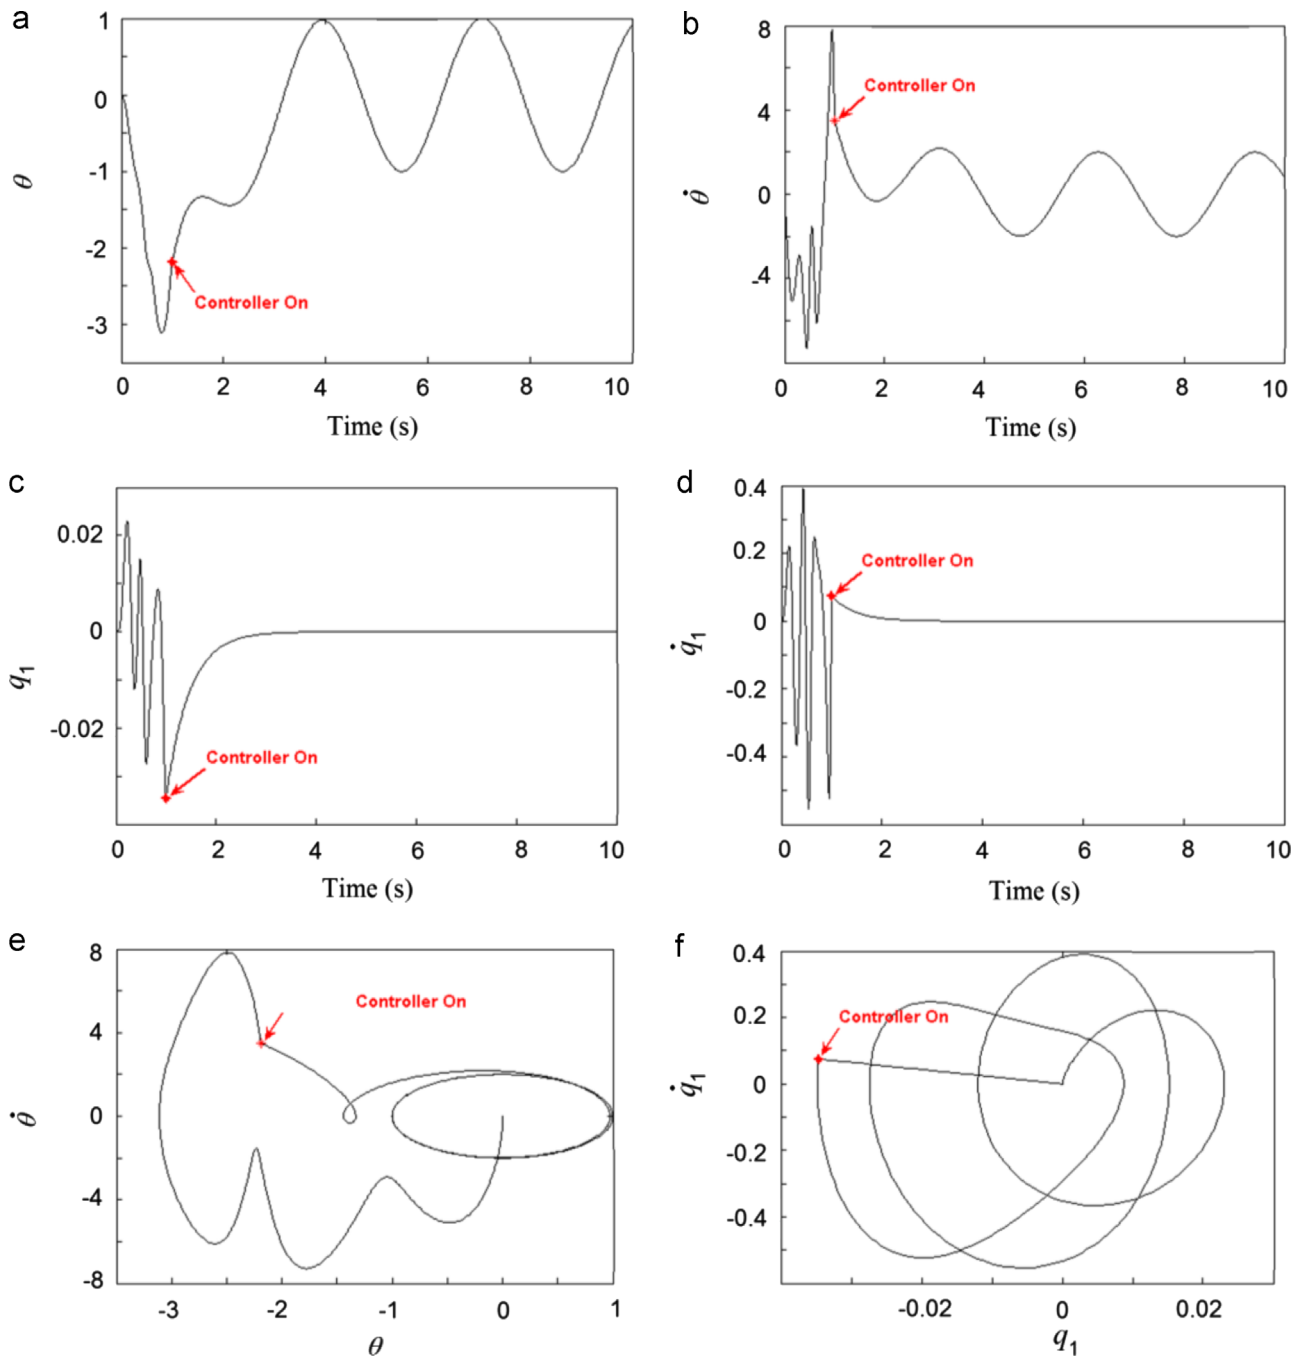 a
1
0
-1
-2
-3
θ
Controller On
0 2 4 6 8 10
Time (s)
b
8
4
0
-4
θ̇
Controller On
0 2 4 6 8 10
Time (s)
c
0.02
0
-0.02
q₁
Controller On
0 2 4 6 8 10
Time (s)
d
0.4
0.2
0
-0.2
-0.4
q̇₁
Controller On
0 2 4 6 8 10
Time (s)
e
8
4
0
-4
-8
θ̇
Controller On
-3 -2 -1 0 1
θ
f
0.4
0.2
0
-0.2
-0.4
q̇₁
Controller On
-0.02 0 0.02
q₁